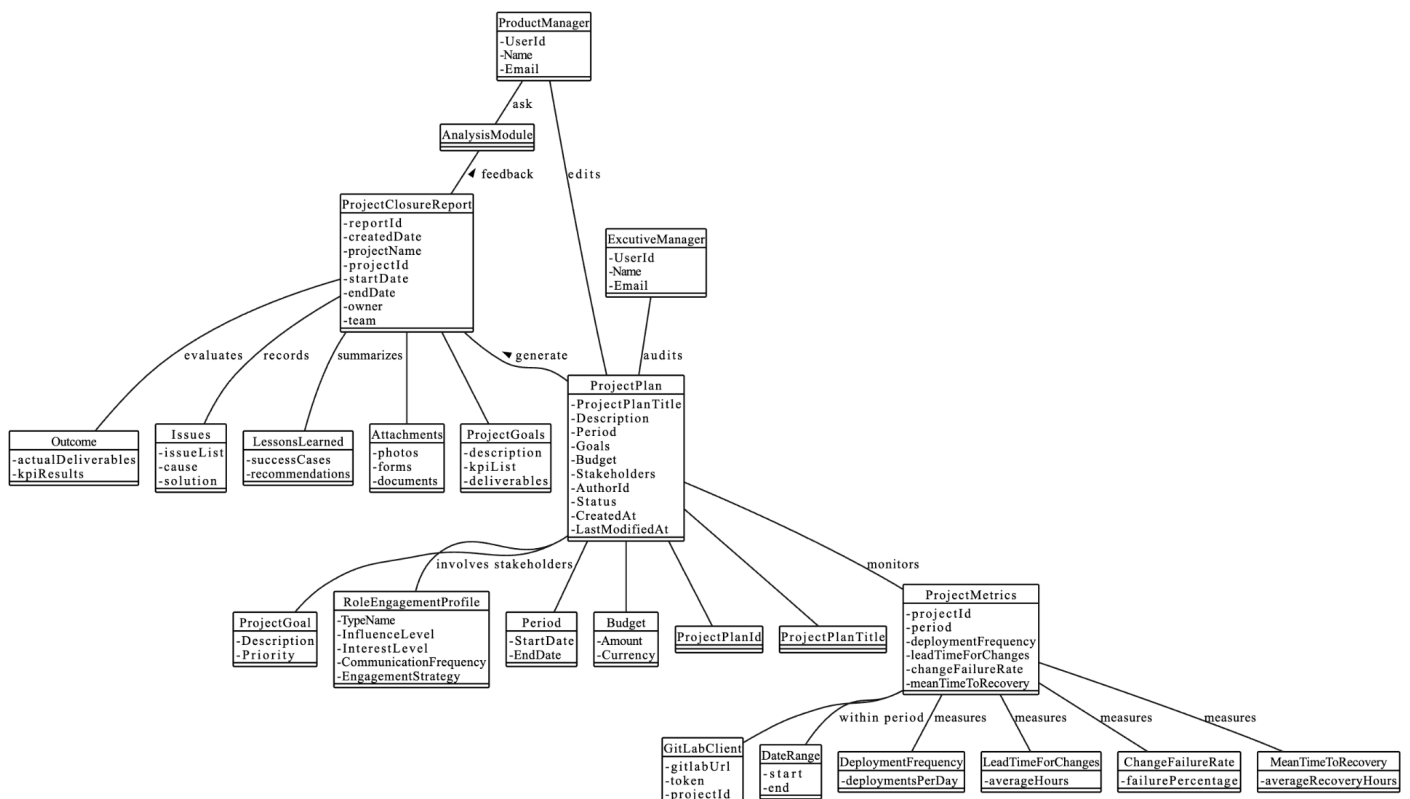 ProductManager
-UserId
-Name
-Email
ask
AnalysisModule
feedback
edits
ProjectClosureReport
-reportId
-createdDate
-projectName
-projectId
-startDate
-endDate
-owner
-team
ExcutiveManager
-UserId
-Name
-Email
evaluates
records
summarizes
generate
audits
ProjectPlan
-ProjectPlanTitle
-Description
-Period
-Goals
-Budget
-Stakeholders
-AuthorId
-Status
-CreatedAt
-LastModifiedAt
Outcome
-actualDeliverables
-kpiResults
Issues
-issueList
-cause
-solution
LessonsLearned
-successCases
-recommendations
Attachments
-photos
-forms
-documents
ProjectGoals
-description
-kpiList
-deliverables
involves stakeholders
monitors
ProjectGoal
-Description
-Priority
RoleEngagementProfile
-TypeName
-InfluenceLevel
-InterestLevel
-CommunicationFrequency
-EngagementStrategy
Period
-StartDate
-EndDate
Budget
-Amount
-Currency
ProjectPlanId
ProjectPlanTitle
ProjectMetrics
-projectId
-period
-deploymentFrequency
-leadTimeForChanges
-changeFailureRate
-meanTimeToRecovery
within period
measures
measures
measures
measures
GitLabClient
-gitlabUrl
-token
-projectId
DateRange
-start
-end
DeploymentFrequency
-deploymentsPerDay
LeadTimeForChanges
-averageHours
ChangeFailureRate
-failurePercentage
MeanTimeToRecovery
-averageRecoveryHours